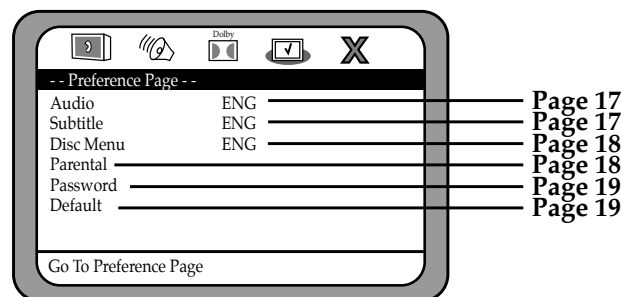 Dolby
X
- - Preference Page - -
Audio ENG Page 17
Subtitle ENG Page 17
Disc Menu ENG Page 18
Parental Page 18
Password Page 19
Default Page 19
Go To Preference Page